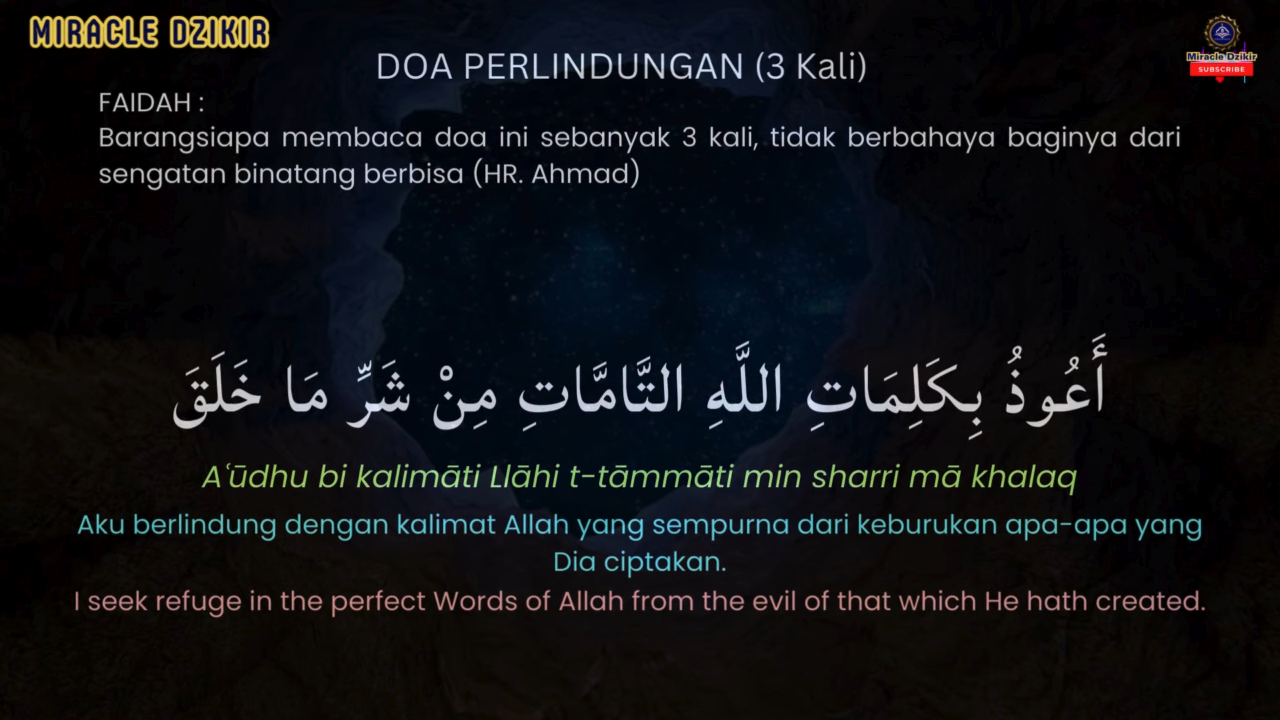 MIRACLE DZIKIR
Miracle Dzikir
SUBSCRIBE
DOA PERLINDUNGAN (3 Kali)
FAIDAH :
Barangsiapa membaca doa ini sebanyak 3 kali, tidak berbahaya baginya dari
sengatan binatang berbisa (HR. Ahmad)
أَعُوذُ بِكَلِمَاتِ اللَّهِ التَّامَّاتِ مِنْ شَرِّ مَا خَلَقَ
Aʿūdhu bi kalimāti Llāhi t-tāmmāti min sharri mā khalaq
Aku berlindung dengan kalimat Allah yang sempurna dari keburukan apa-apa yang
Dia ciptakan.
I seek refuge in the perfect Words of Allah from the evil of that which He hath created.